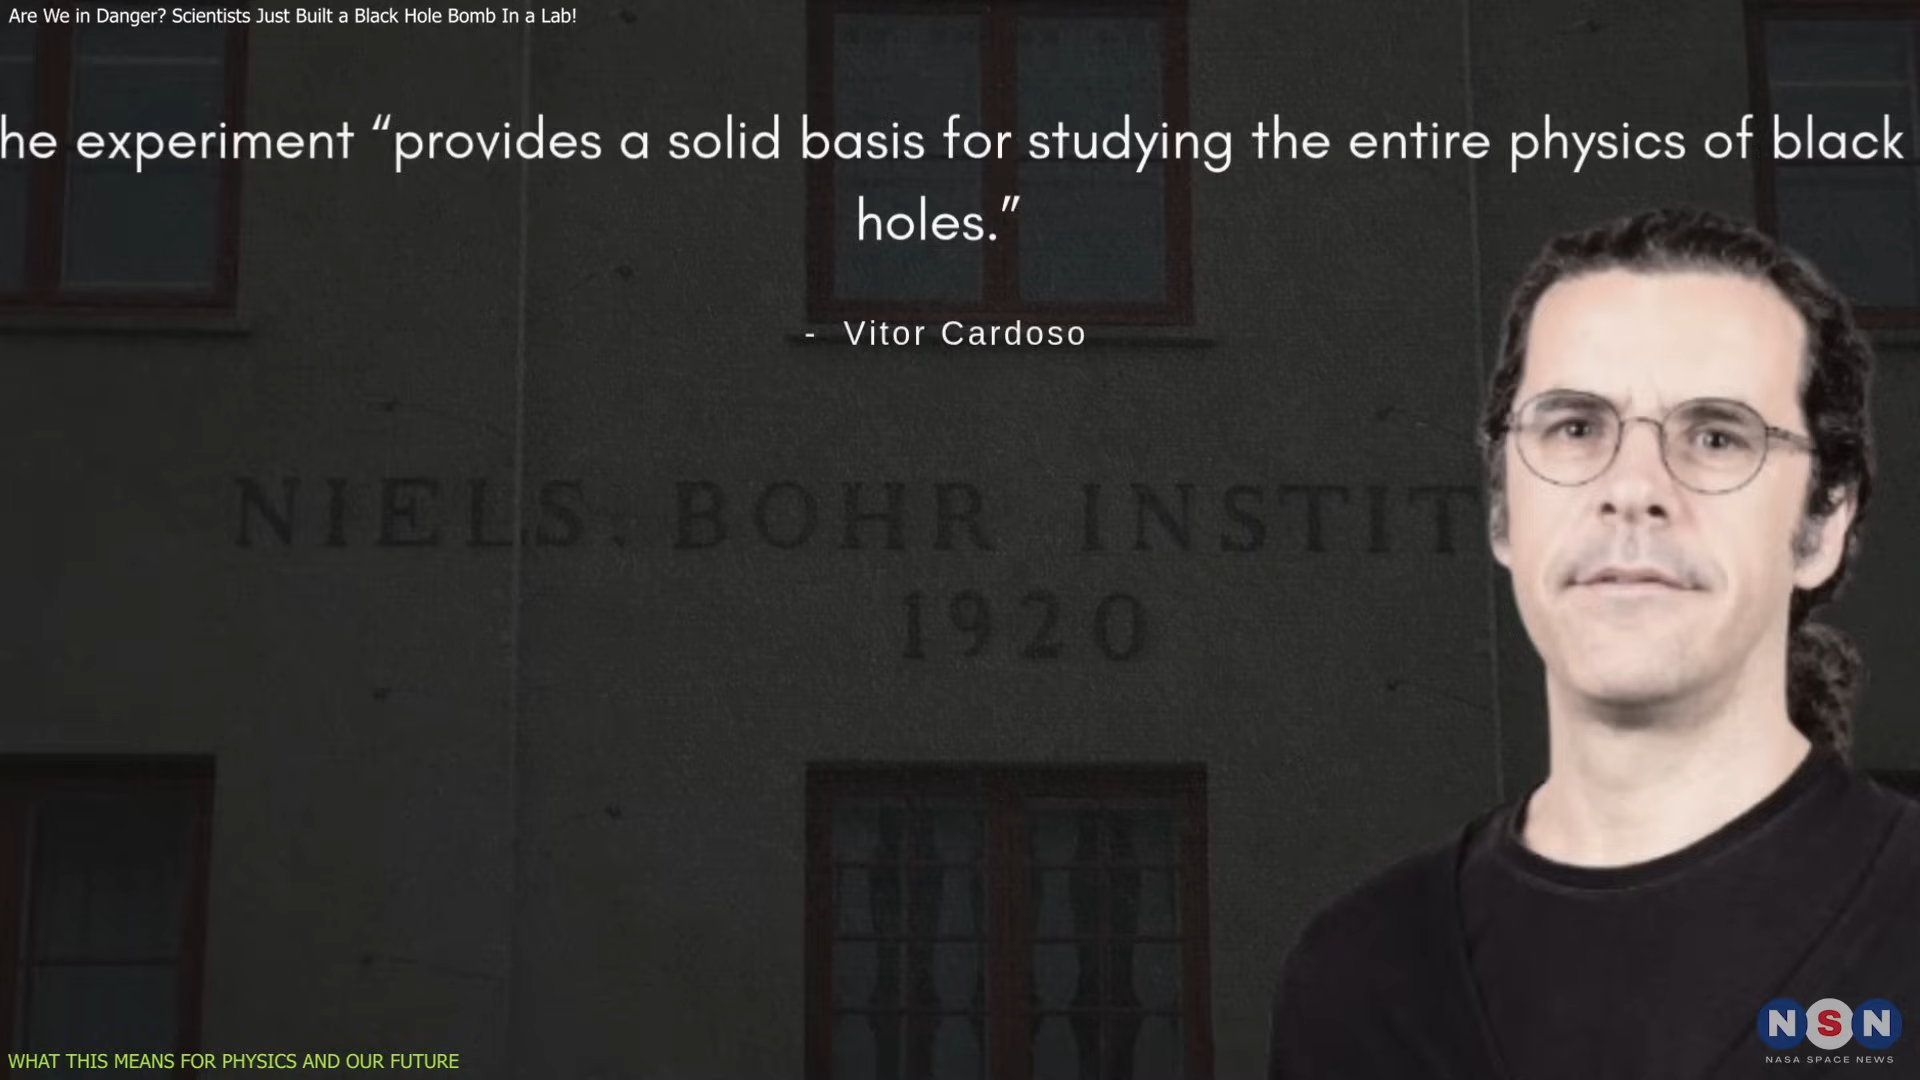 Are We in Danger? Scientists Just Built a Black Hole Bomb In a Lab!
he experiment “provides a solid basis for studying the entire physics of black
holes.”
- Vitor Cardoso
NIELS. BOHR INSTIT
1920
NSN
NASA SPACE NEWS
WHAT THIS MEANS FOR PHYSICS AND OUR FUTURE